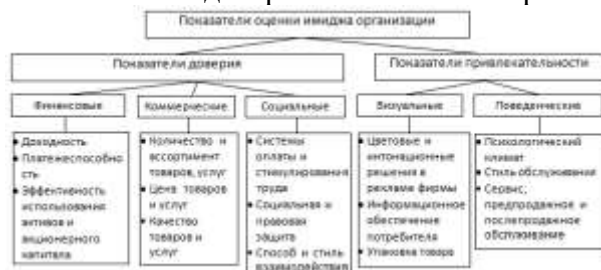 Показатели оценки имиджа организации
Показатели доверия
Показатели привлекательности
Финансовые
Коммерческие
Социальные
Визуальные
Поведенческие
• Доходность
• Платежеспособно
сть
• Эффективность
использования
активов и
акционерного
капитала
• Количество и
ассортимент
товаров, услуг
• Цена товаров
и услуг
• Качество
товаров и
услуг
• Системы
оплаты и
стимулирования
труда
• Социальная и
правовая
защита
• Способ и стиль
взаимодействия
• Цветовые и
интонационные
решения в
рекламе фирмы
• Информационное
обеспечение
потребителя
• Упаковка товара
• Психологический
климат
• Стиль обслуживания
• Сервис,
предпродажное и
послепродажное
обслуживание